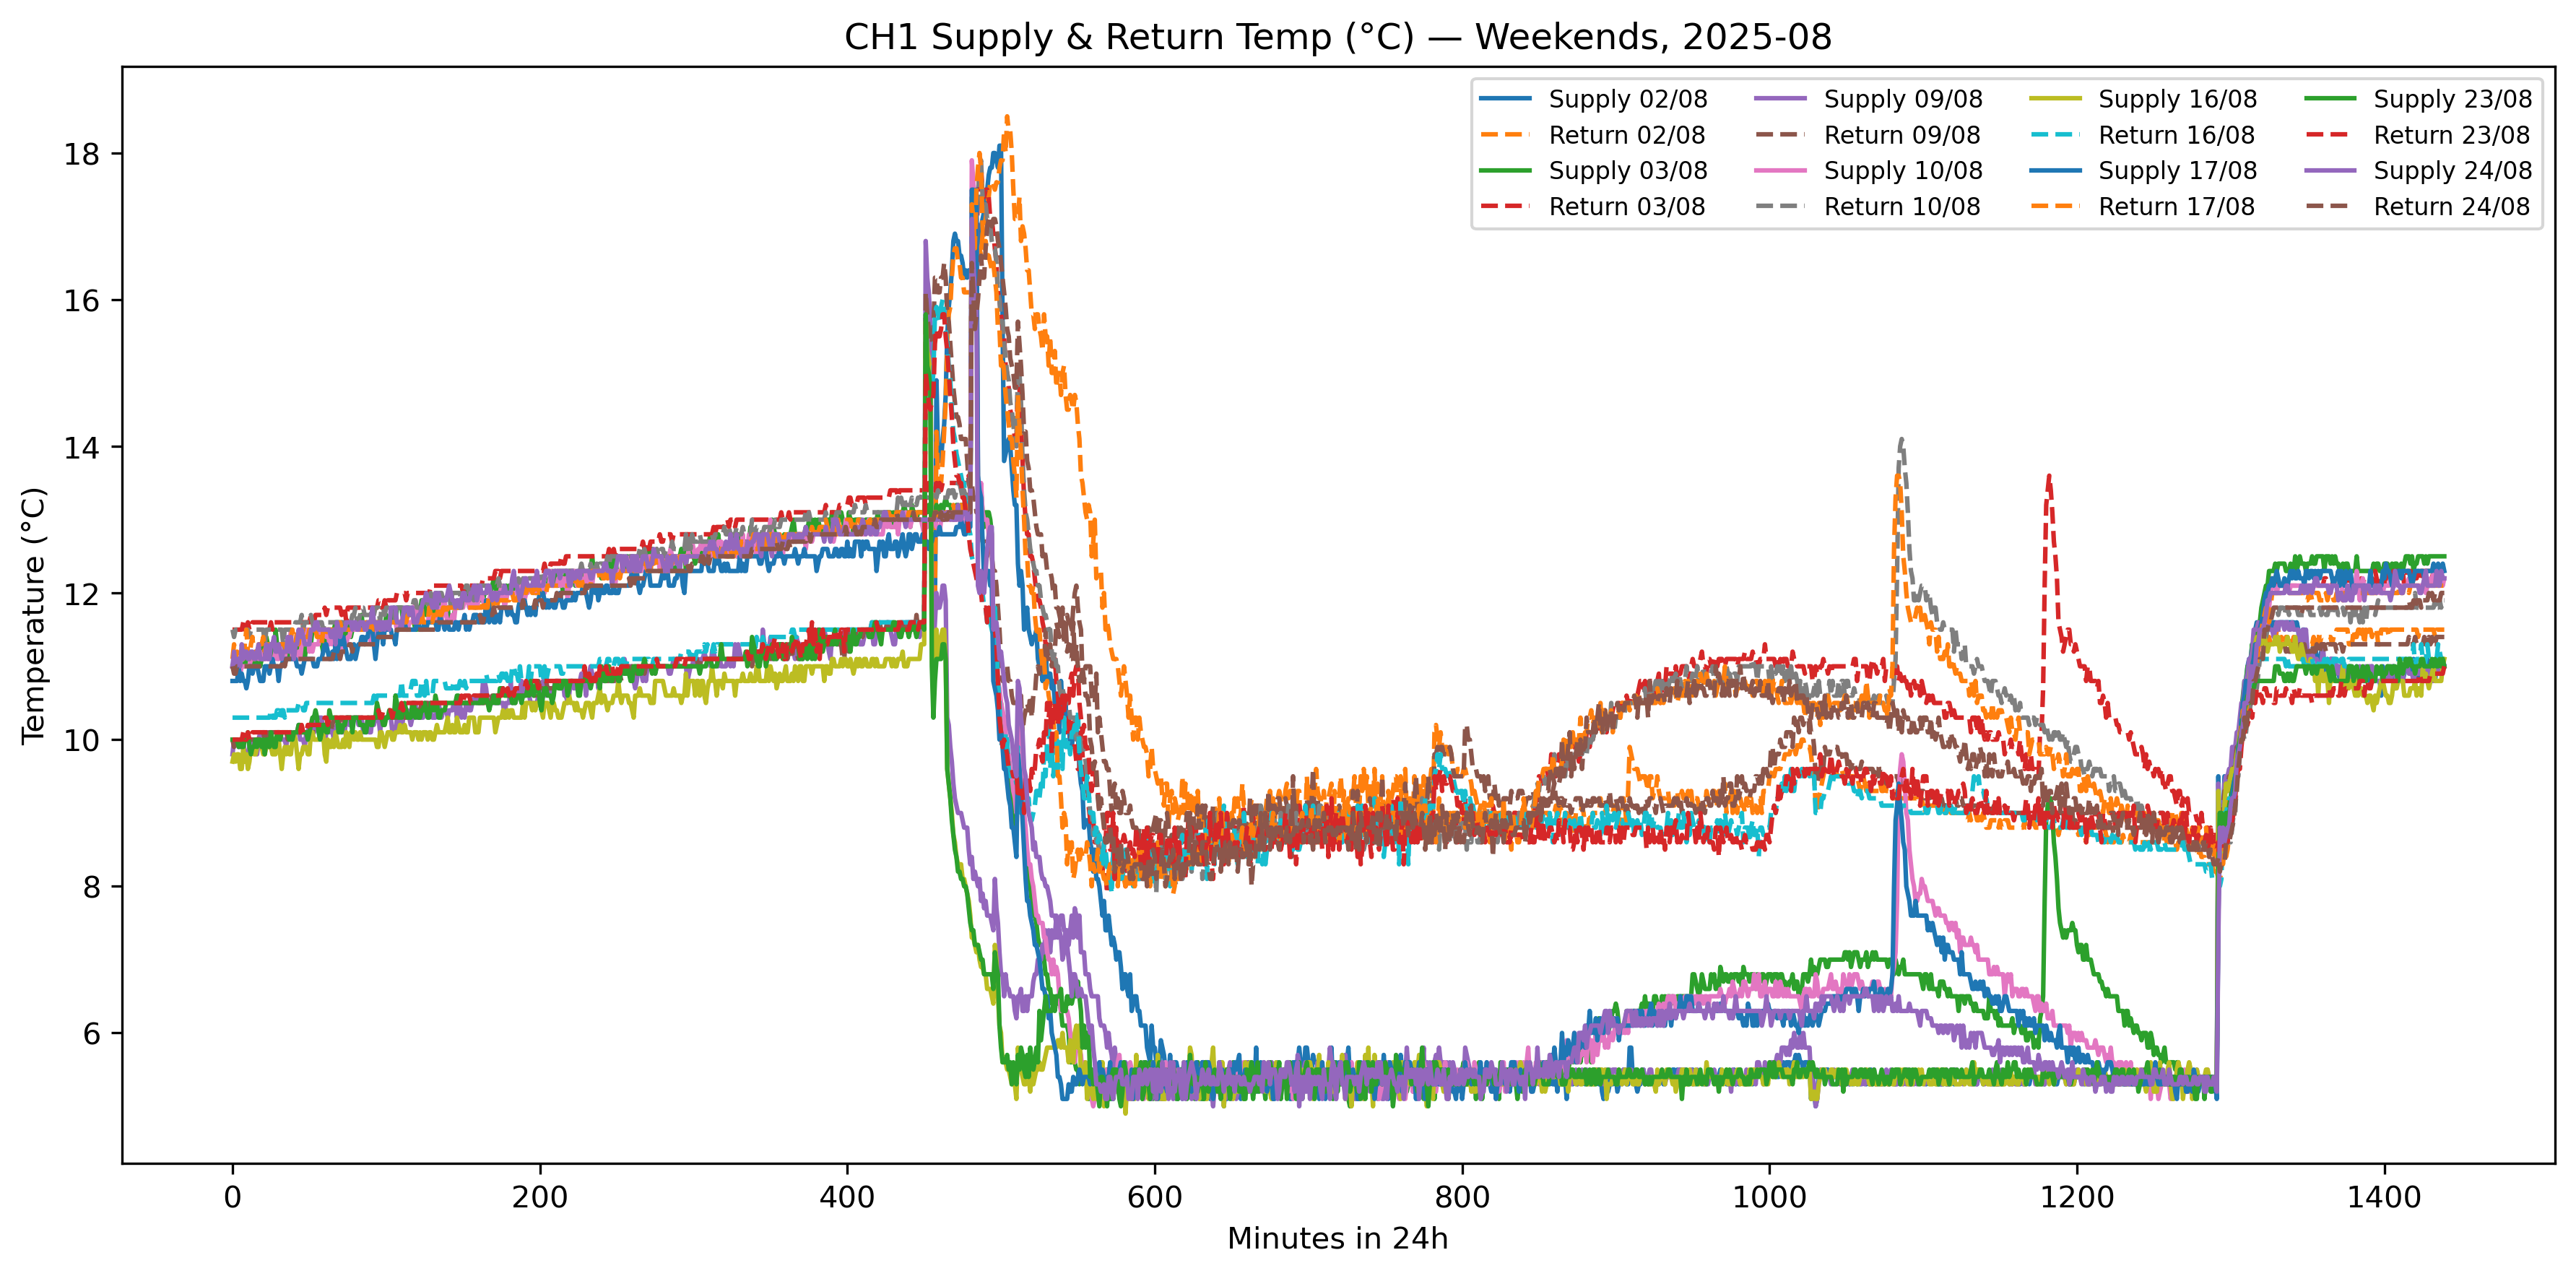 CH1 Supply & Return Temp (°C) — Weekends, 2025-08
Supply 02/08
Return 02/08
Supply 03/08
Return 03/08
Supply 09/08
Return 09/08
Supply 10/08
Return 10/08
Supply 16/08
Return 16/08
Supply 17/08
Return 17/08
Supply 23/08
Return 23/08
Supply 24/08
Return 24/08
Temperature (°C)
18
16
14
12
10
8
6
0
200
400
600
800
1000
1200
1400
Minutes in 24h